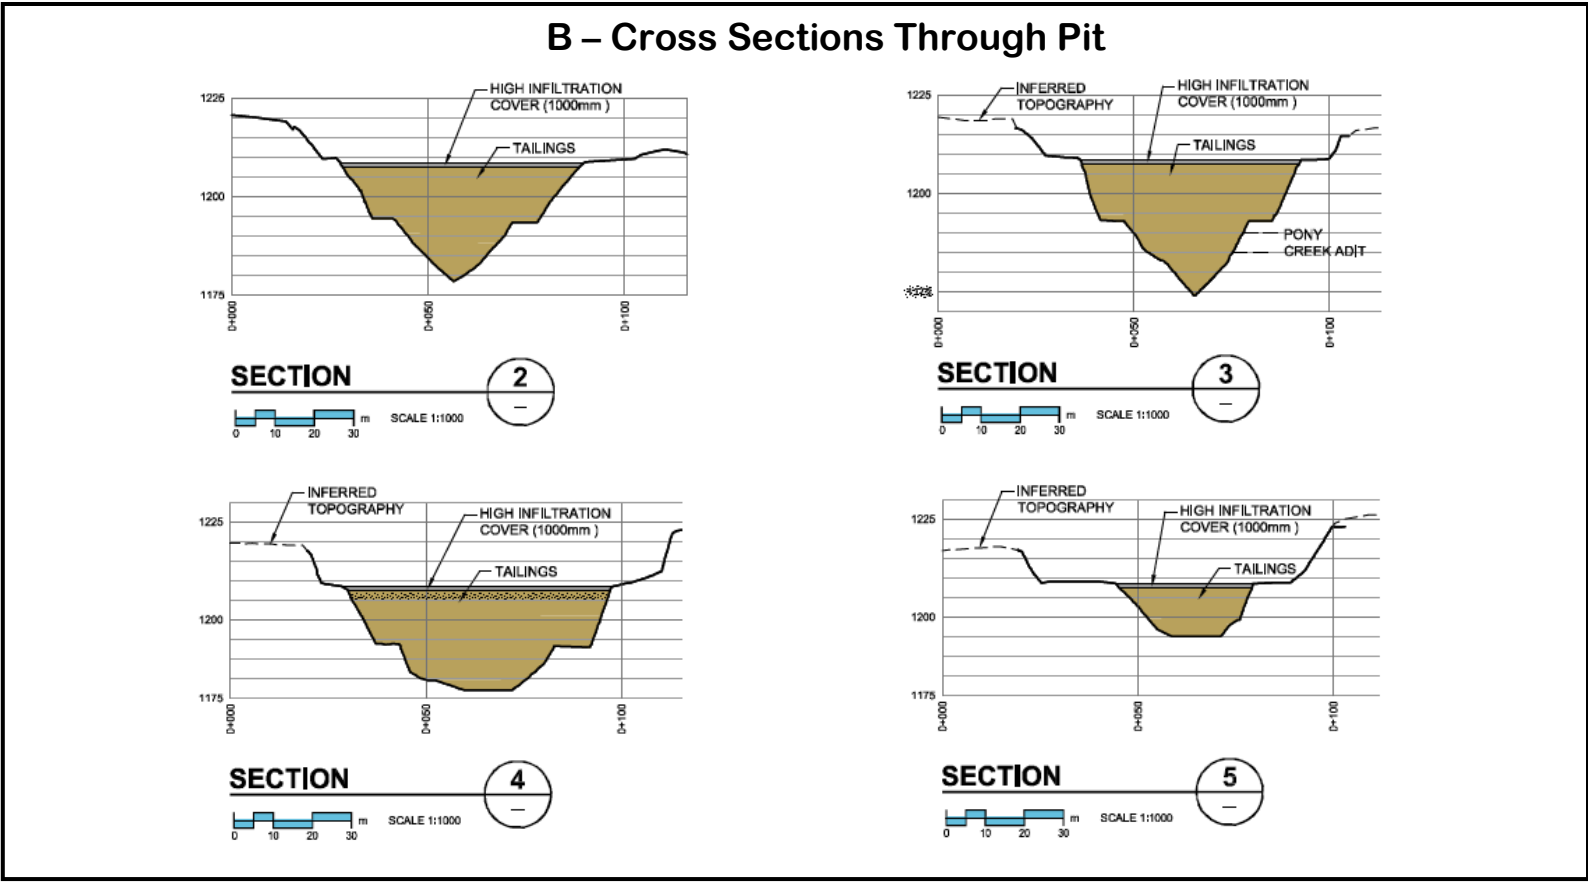 B – Cross Sections Through Pit
HIGH INFILTRATION
COVER (1000mm )
TAILINGS
1225
1200
1175
0+000
0+050
0+100
SECTION
2
–
0
10
20
30
m
SCALE 1:1000
INFERRED
TOPOGRAPHY
HIGH INFILTRATION
COVER (1000mm )
TAILINGS
PONY
CREEK ADIT
1225
1200
0+000
0+050
0+100
SECTION
3
–
0
10
20
30
m
SCALE 1:1000
INFERRED
TOPOGRAPHY
HIGH INFILTRATION
COVER (1000mm )
TAILINGS
1225
1200
1175
0+000
0+050
0+100
SECTION
4
–
0
10
20
30
m
SCALE 1:1000
INFERRED
TOPOGRAPHY
HIGH INFILTRATION
COVER (1000mm )
TAILINGS
1225
1200
1175
0+000
0+050
0+100
SECTION
5
–
0
10
20
30
m
SCALE 1:1000